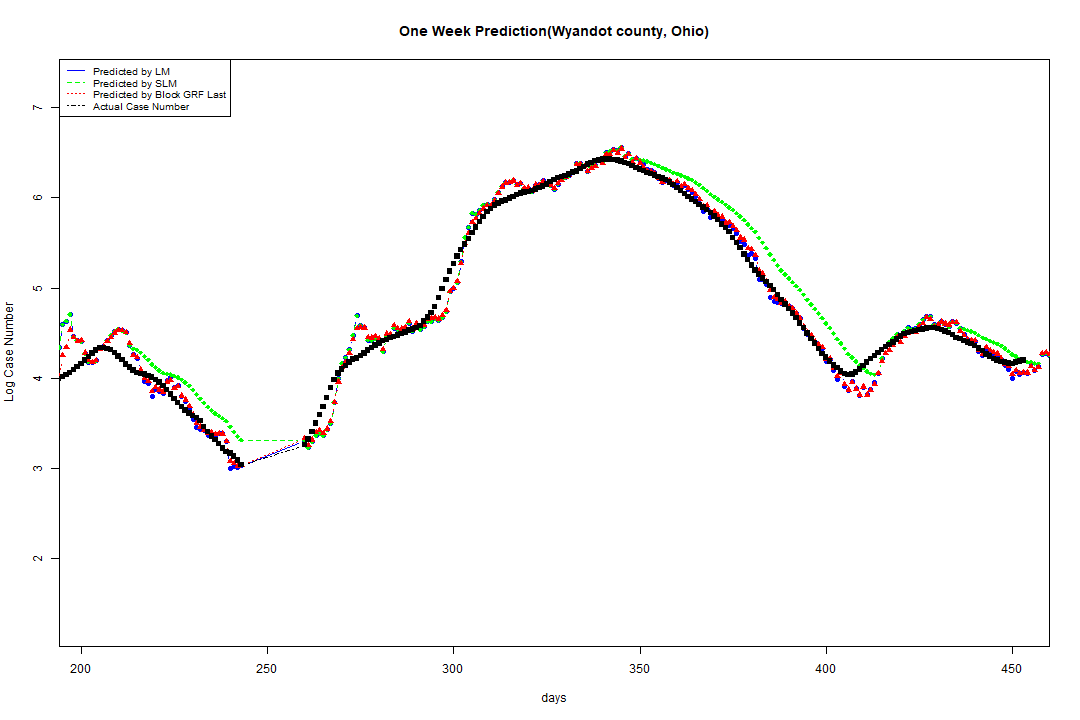 One Week Prediction(Wyandot county, Ohio)
Predicted by LM
Predicted by SLM
Predicted by Block GRF Last
Actual Case Number
7
6
5
4
3
2
Log Case Number
200 250 300 350 400 450
days